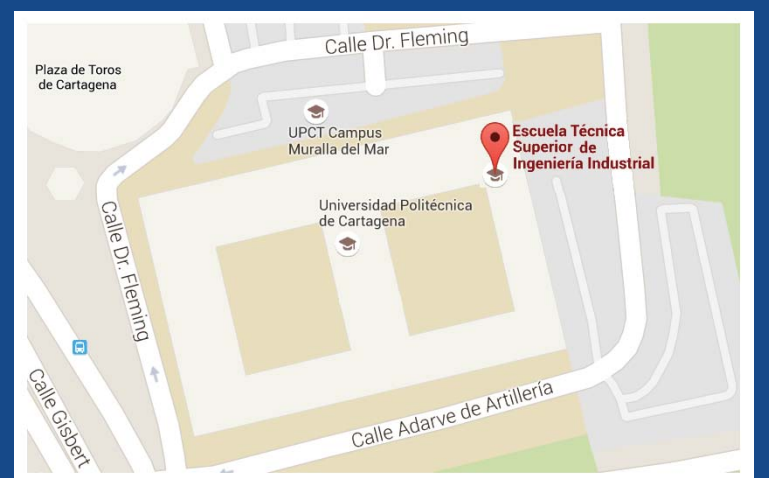 Calle Dr. Fleming
Plaza de Toros
de Cartagena
UPCT Campus
Muralla del Mar
Escuela Técnica
Superior de
Ingeniería Industrial
Universidad Politécnica
de Cartagena
Calle Dr. Fleming
Calle Gisbert
Calle Adarve de Artillería